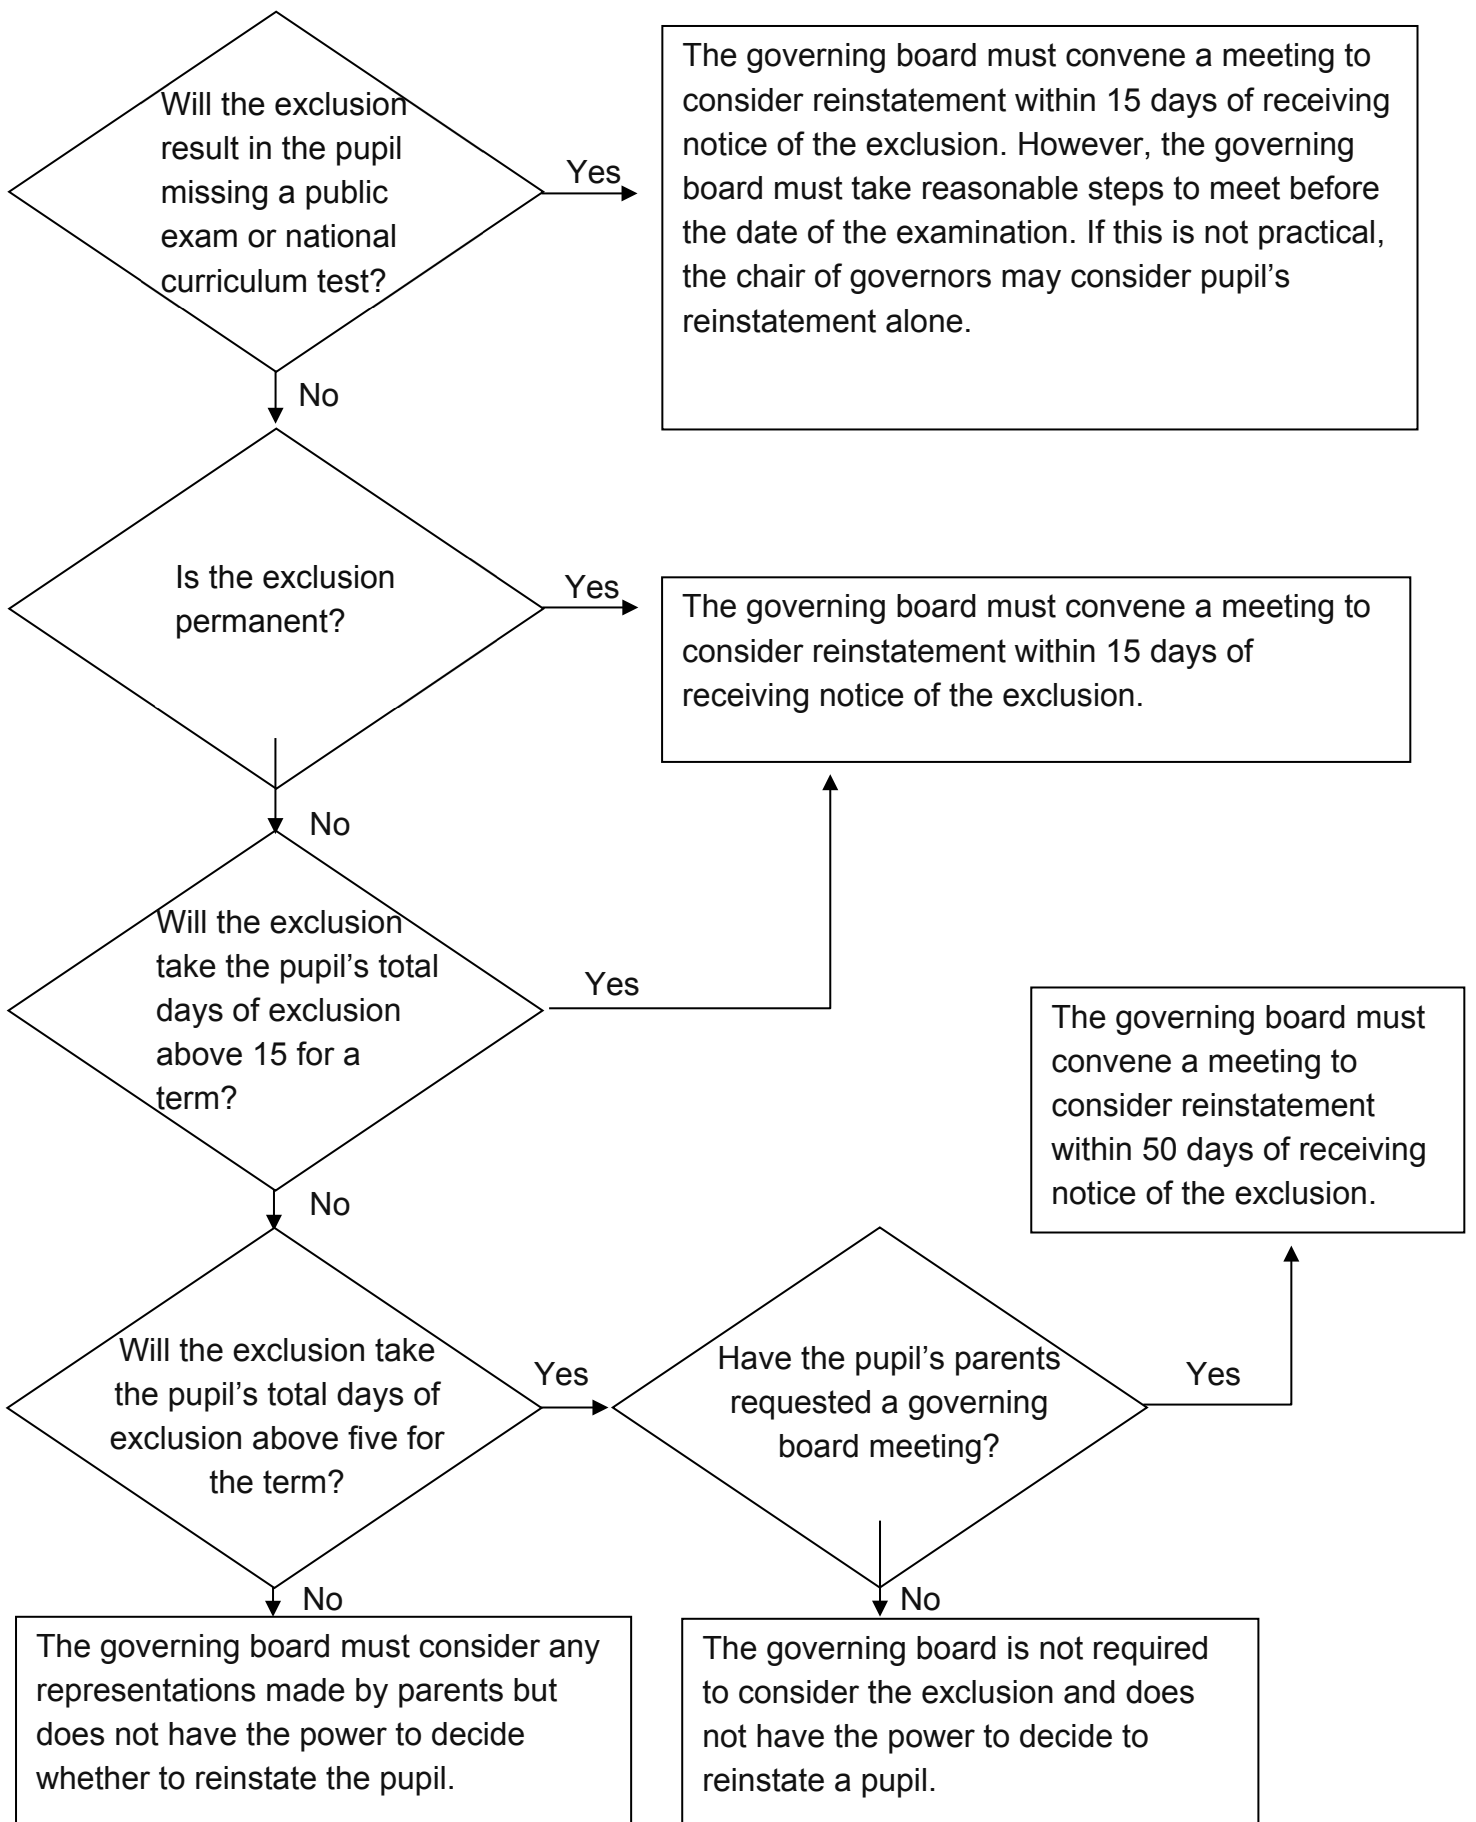 Will the exclusion
result in the pupil
missing a public
exam or national
curriculum test?
Yes
The governing board must convene a meeting to
consider reinstatement within 15 days of receiving
notice of the exclusion. However, the governing
board must take reasonable steps to meet before
the date of the examination. If this is not practical,
the chair of governors may consider pupil’s
reinstatement alone.
No
Is the exclusion
permanent?
Yes
The governing board must convene a meeting to
consider reinstatement within 15 days of
receiving notice of the exclusion.
No
Will the exclusion
take the pupil’s total
days of exclusion
above 15 for a
term?
Yes
The governing board must
convene a meeting to
consider reinstatement
within 50 days of receiving
notice of the exclusion.
No
Will the exclusion take
the pupil’s total days of
exclusion above five for
the term?
Yes
Have the pupil’s parents
requested a governing
board meeting?
Yes
No
The governing board must consider any
representations made by parents but
does not have the power to decide
whether to reinstate the pupil.
No
The governing board is not required
to consider the exclusion and does
not have the power to decide to
reinstate a pupil.